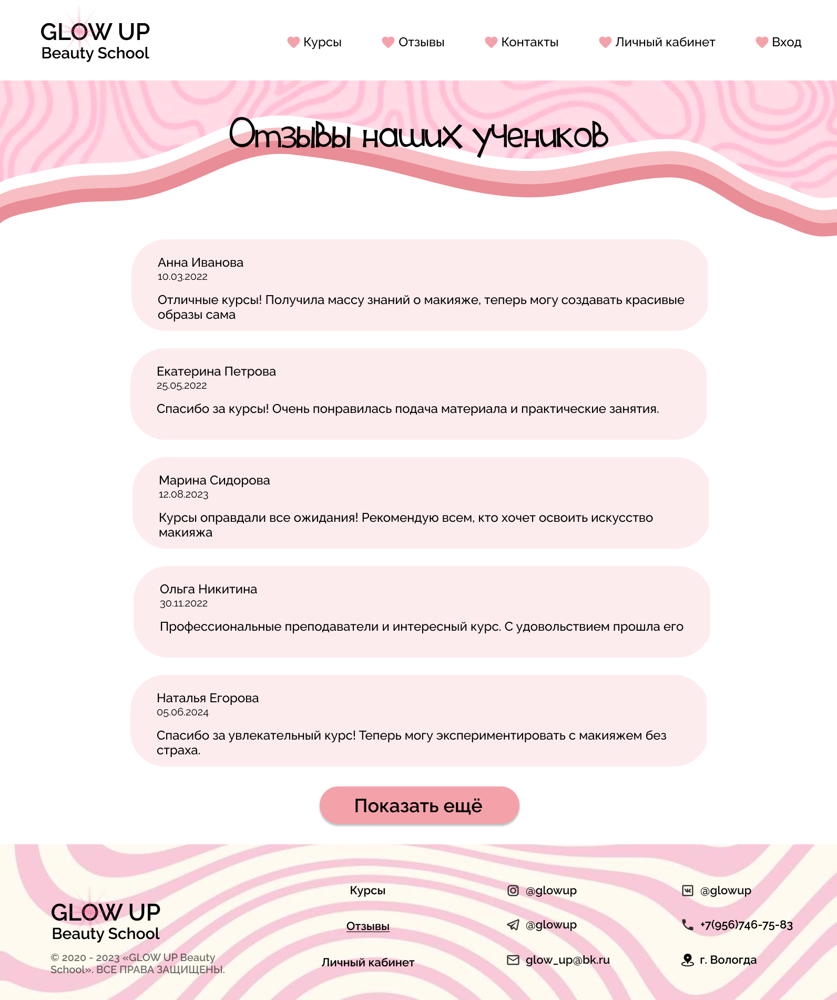 GLOW UP
Beauty School
Курсы
Отзывы
Контакты
Личный кабинет
Вход
Отзывы наших учеников
Анна Иванова
10.03.2022
Отличные курсы! Получила массу знаний о макияже, теперь могу создавать красивые
образы сама
Екатерина Петрова
25.05.2022
Спасибо за курсы! Очень понравилась подача материала и практические занятия.
Марина Сидорова
12.08.2023
Курсы оправдали все ожидания! Рекомендую всем, кто хочет освоить искусство
макияжа
Ольга Никитина
30.11.2022
Профессиональные преподаватели и интересный курс. С удовольствием прошла его
Наталья Егорова
05.06.2024
Спасибо за увлекательный курс! Теперь могу экспериментировать с макияжем без
страха.
Показать ещё
GLOW UP
Beauty School
© 2020 - 2023 «GLOW UP Beauty
School». ВСЕ ПРАВА ЗАЩИЩЕНЫ.
Курсы
Отзывы
Личный кабинет
@glowup
@glowup
glow_up@bk.ru
@glowup
+7(956)746-75-83
г. Вологда